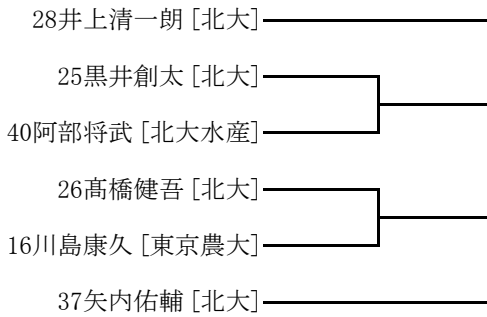 28井上清一朗 [北大]
25黒井創太 [北大]
40阿部将武 [北大水産]
26髙橋健吾 [北大]
16川島康久 [東京農大]
37矢内佑輔 [北大]